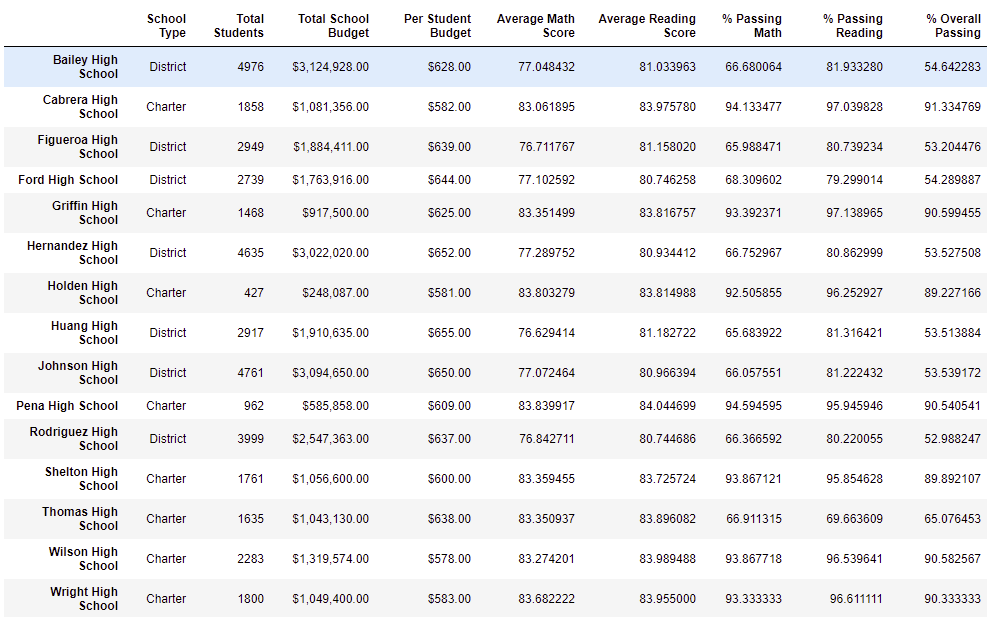 School Type Total Students Total School Budget Per Student Budget Average Math Score Average Reading Score % Passing Math % Passing Reading % Overall Passing
Bailey High School District 4976 $3,124,928.00 $628.00 77.048432 81.033963 66.680064 81.933280 54.642283
Cabrera High School Charter 1858 $1,081,356.00 $582.00 83.061895 83.975780 94.133477 97.039828 91.334769
Figueroa High School District 2949 $1,884,411.00 $639.00 76.711767 81.158020 65.988471 80.739234 53.204476
Ford High School District 2739 $1,763,916.00 $644.00 77.102592 80.746258 68.309602 79.299014 54.289887
Griffin High School Charter 1468 $917,500.00 $625.00 83.351499 83.816757 93.392371 97.138965 90.599455
Hernandez High School District 4635 $3,022,020.00 $652.00 77.289752 80.934412 66.752967 80.862999 53.527508
Holden High School Charter 427 $248,087.00 $581.00 83.803279 83.814988 92.505855 96.252927 89.227166
Huang High School District 2917 $1,910,635.00 $655.00 76.629414 81.182722 65.683922 81.316421 53.513884
Johnson High School District 4761 $3,094,650.00 $650.00 77.072464 80.966394 66.057551 81.222432 53.539172
Pena High School Charter 962 $585,858.00 $609.00 83.839917 84.044699 94.594595 95.945946 90.540541
Rodriguez High School District 3999 $2,547,363.00 $637.00 76.842711 80.744686 66.366592 80.220055 52.988247
Shelton High School Charter 1761 $1,056,600.00 $600.00 83.359455 83.725724 93.867121 95.854628 89.892107
Thomas High School Charter 1635 $1,043,130.00 $638.00 83.350937 83.896082 66.911315 69.663609 65.076453
Wilson High School Charter 2283 $1,319,574.00 $578.00 83.274201 83.989488 93.867718 96.539641 90.582567
Wright High School Charter 1800 $1,049,400.00 $583.00 83.682222 83.955000 93.333333 96.611111 90.333333